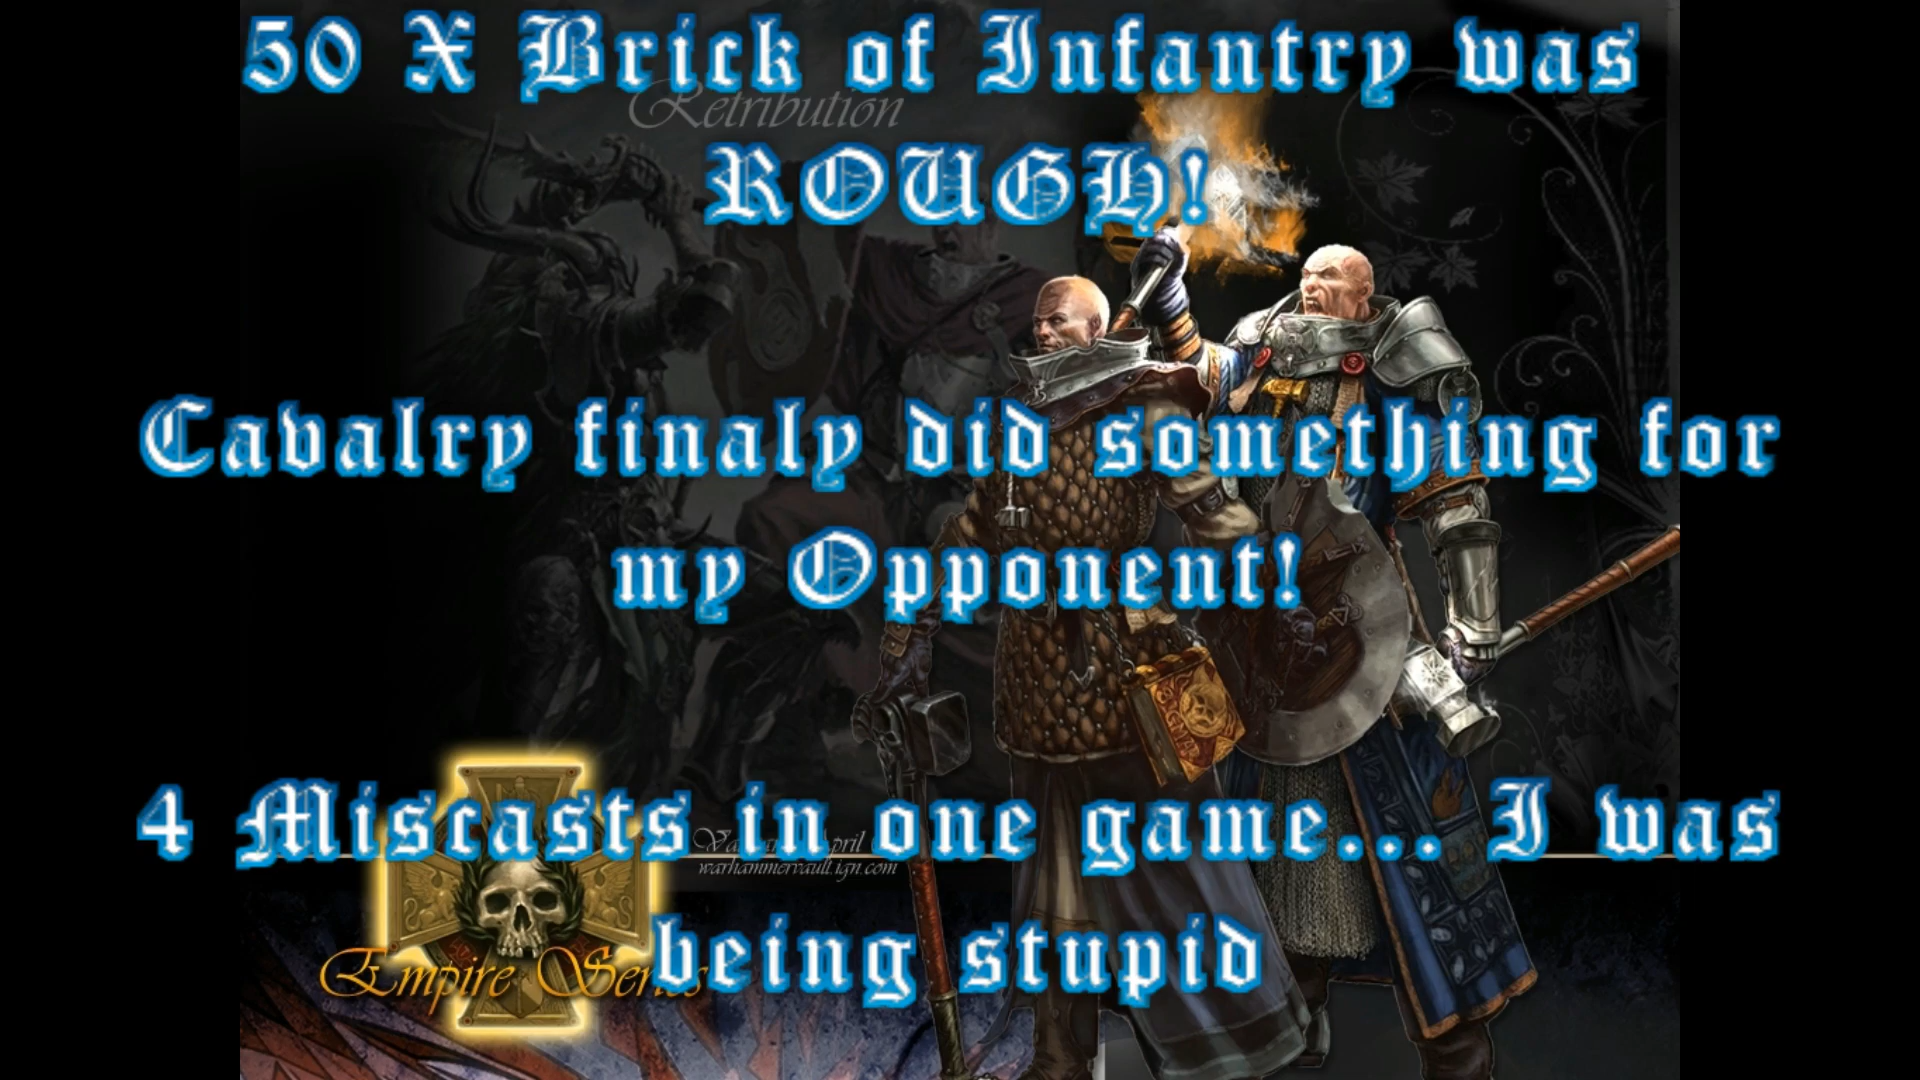 50 X Brick of Infantry was
Retribution
ROUGH!
Cavalry finaly did something for
my Opponent!
4 Miscasts in one game... I was
April
warhammervault.ign.com
being stupid
Empire Series